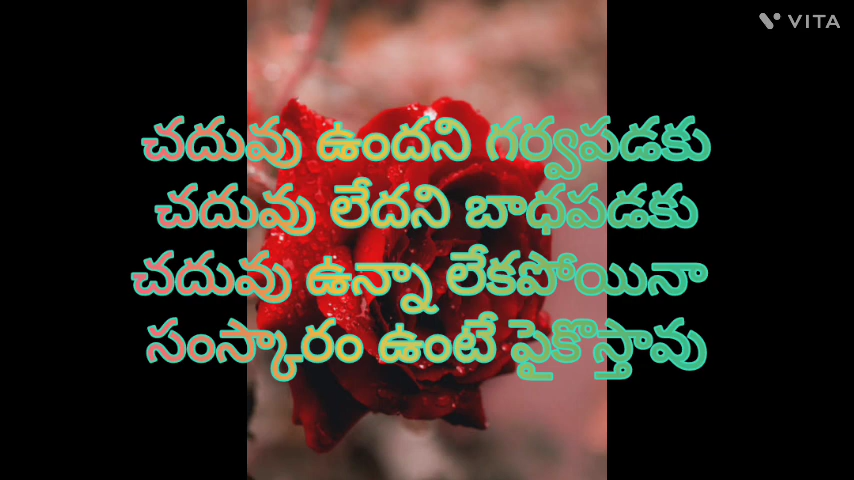 VITA
చదువు ఉందని గర్వపడకు
చదువు లేదని బాధపడకు
చదువు ఉన్నా లేకపోయినా
సంస్కారం ఉంటే పైకొస్తావు